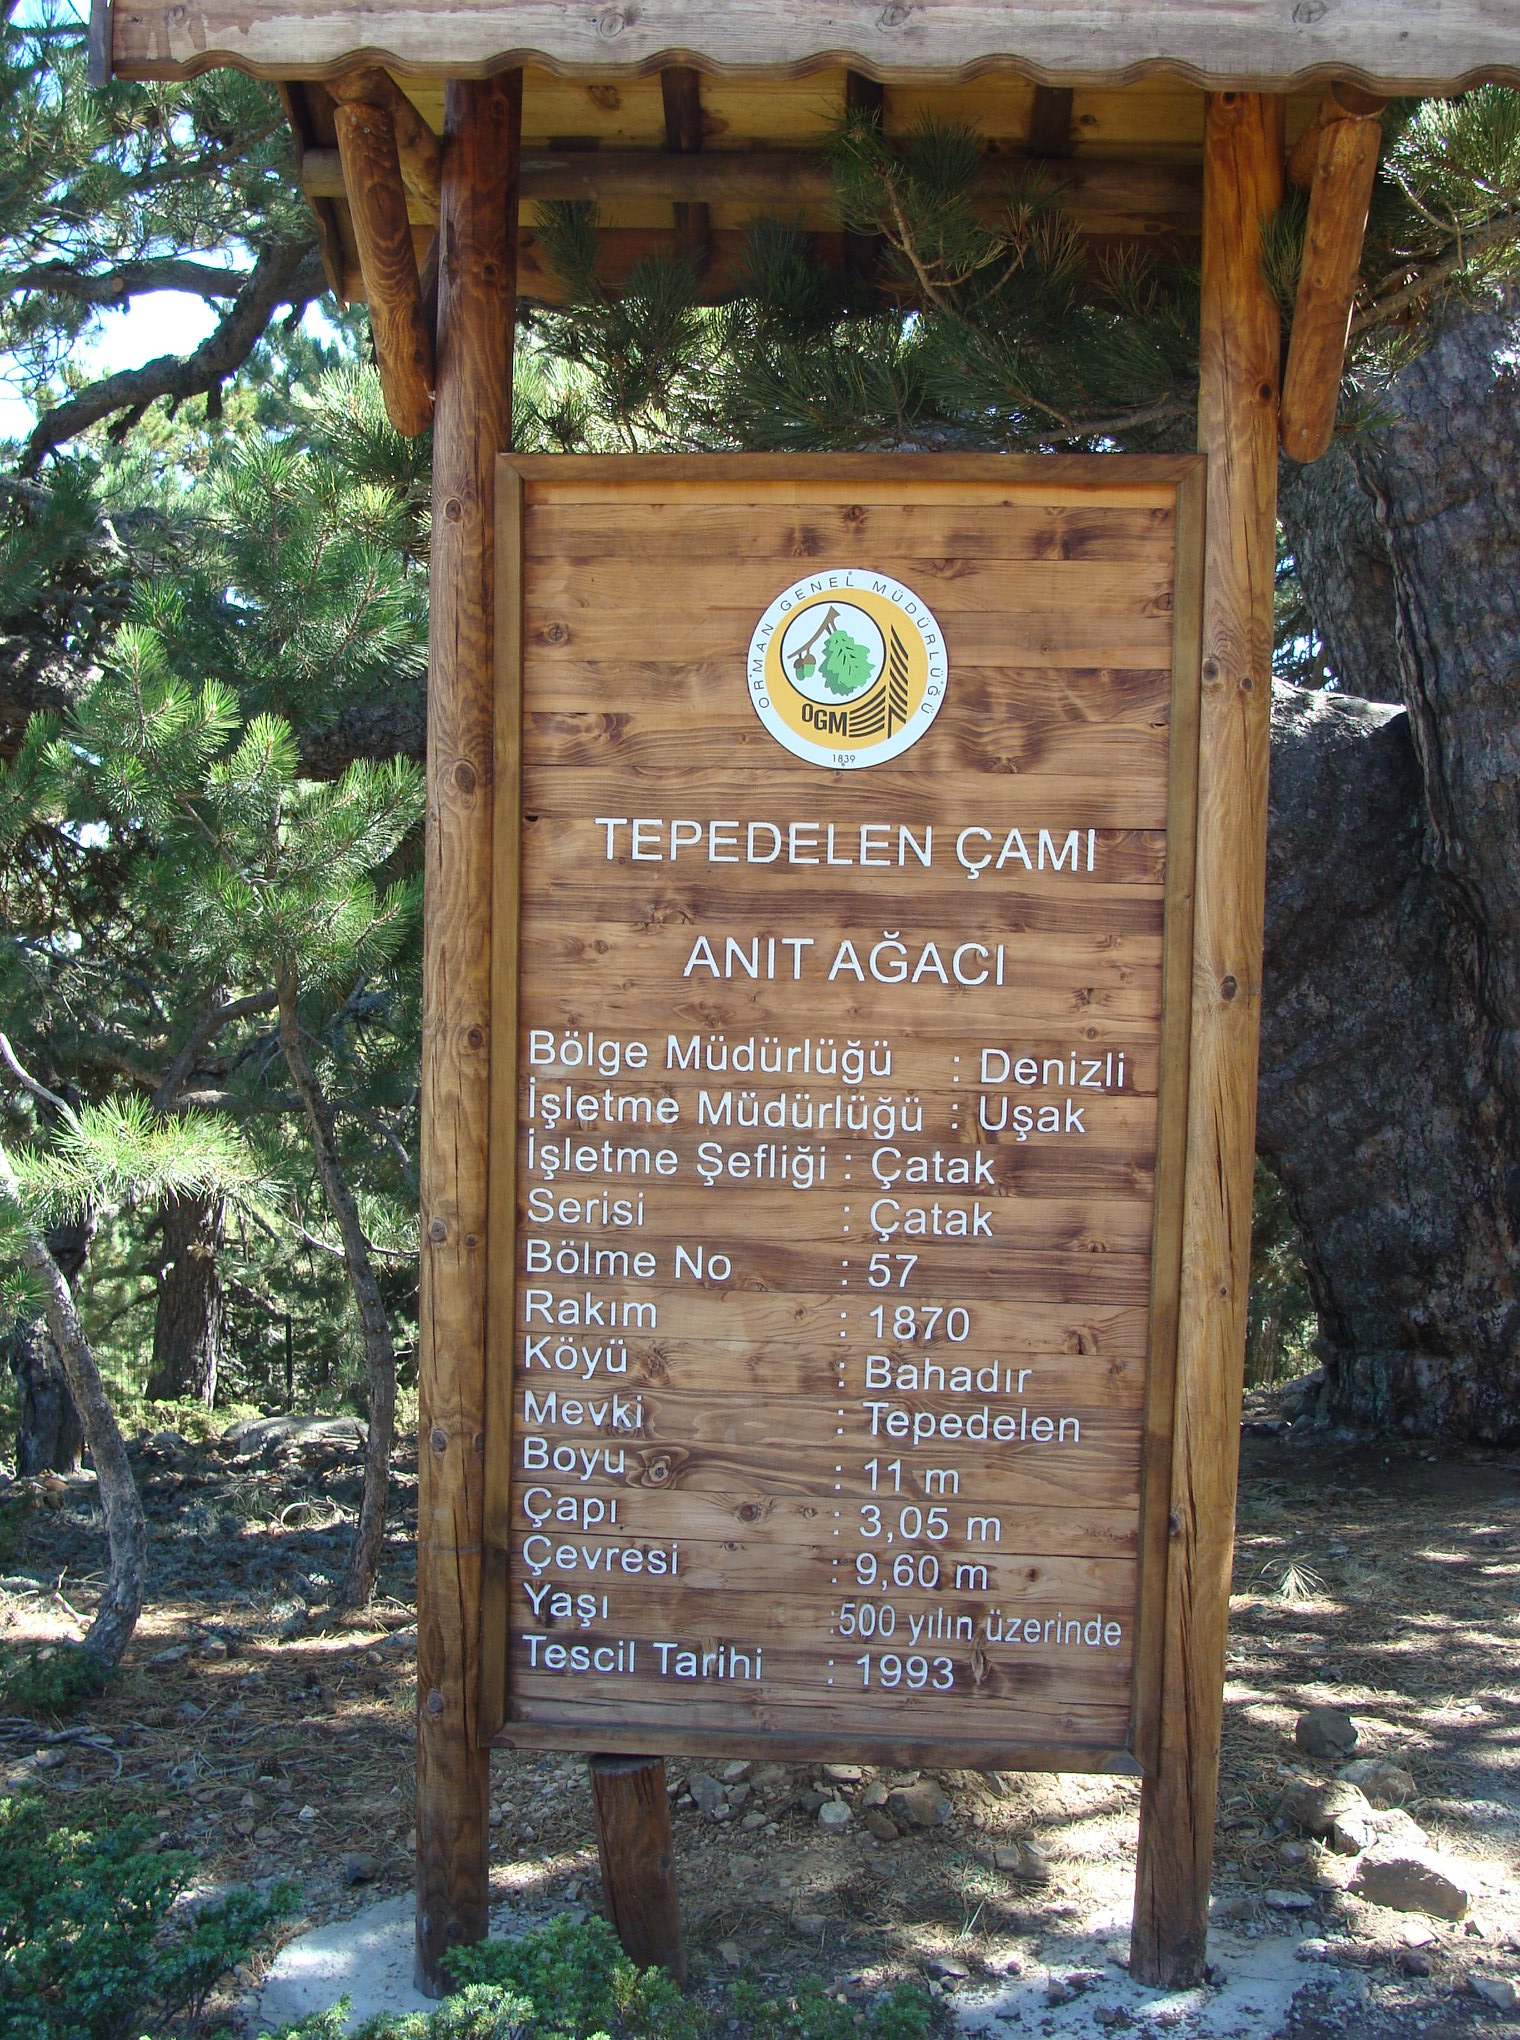 ORMAN GENEL MÜDÜRLÜĞÜ
OGM
1839
TEPEDELEN ÇAMI
ANIT AĞACI
Bölge Müdürlüğü : Denizli
İşletme Müdürlüğü : Uşak
İşletme Şefliği : Çatak
Serisi : Çatak
Bölme No : 57
Rakım : 1870
Köyü : Bahadır
Mevki : Tepedelen
Boyu : 11 m
Çapı : 3,05 m
Çevresi : 9,60 m
Yaşı :500 yılın üzerinde
Tescil Tarihi : 1993